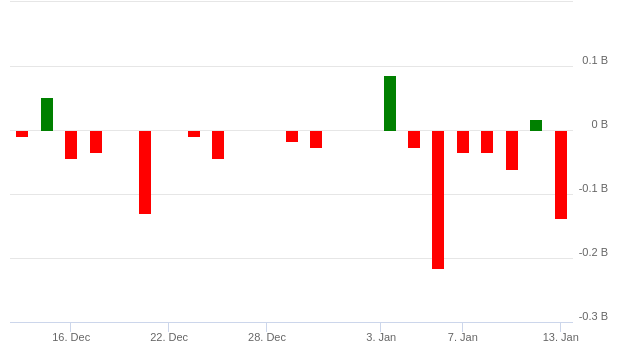 0.1 B
0 B
-0.1 B
-0.2 B
-0.3 B
16. Dec 22. Dec 28. Dec 3. Jan 7. Jan 13. Jan